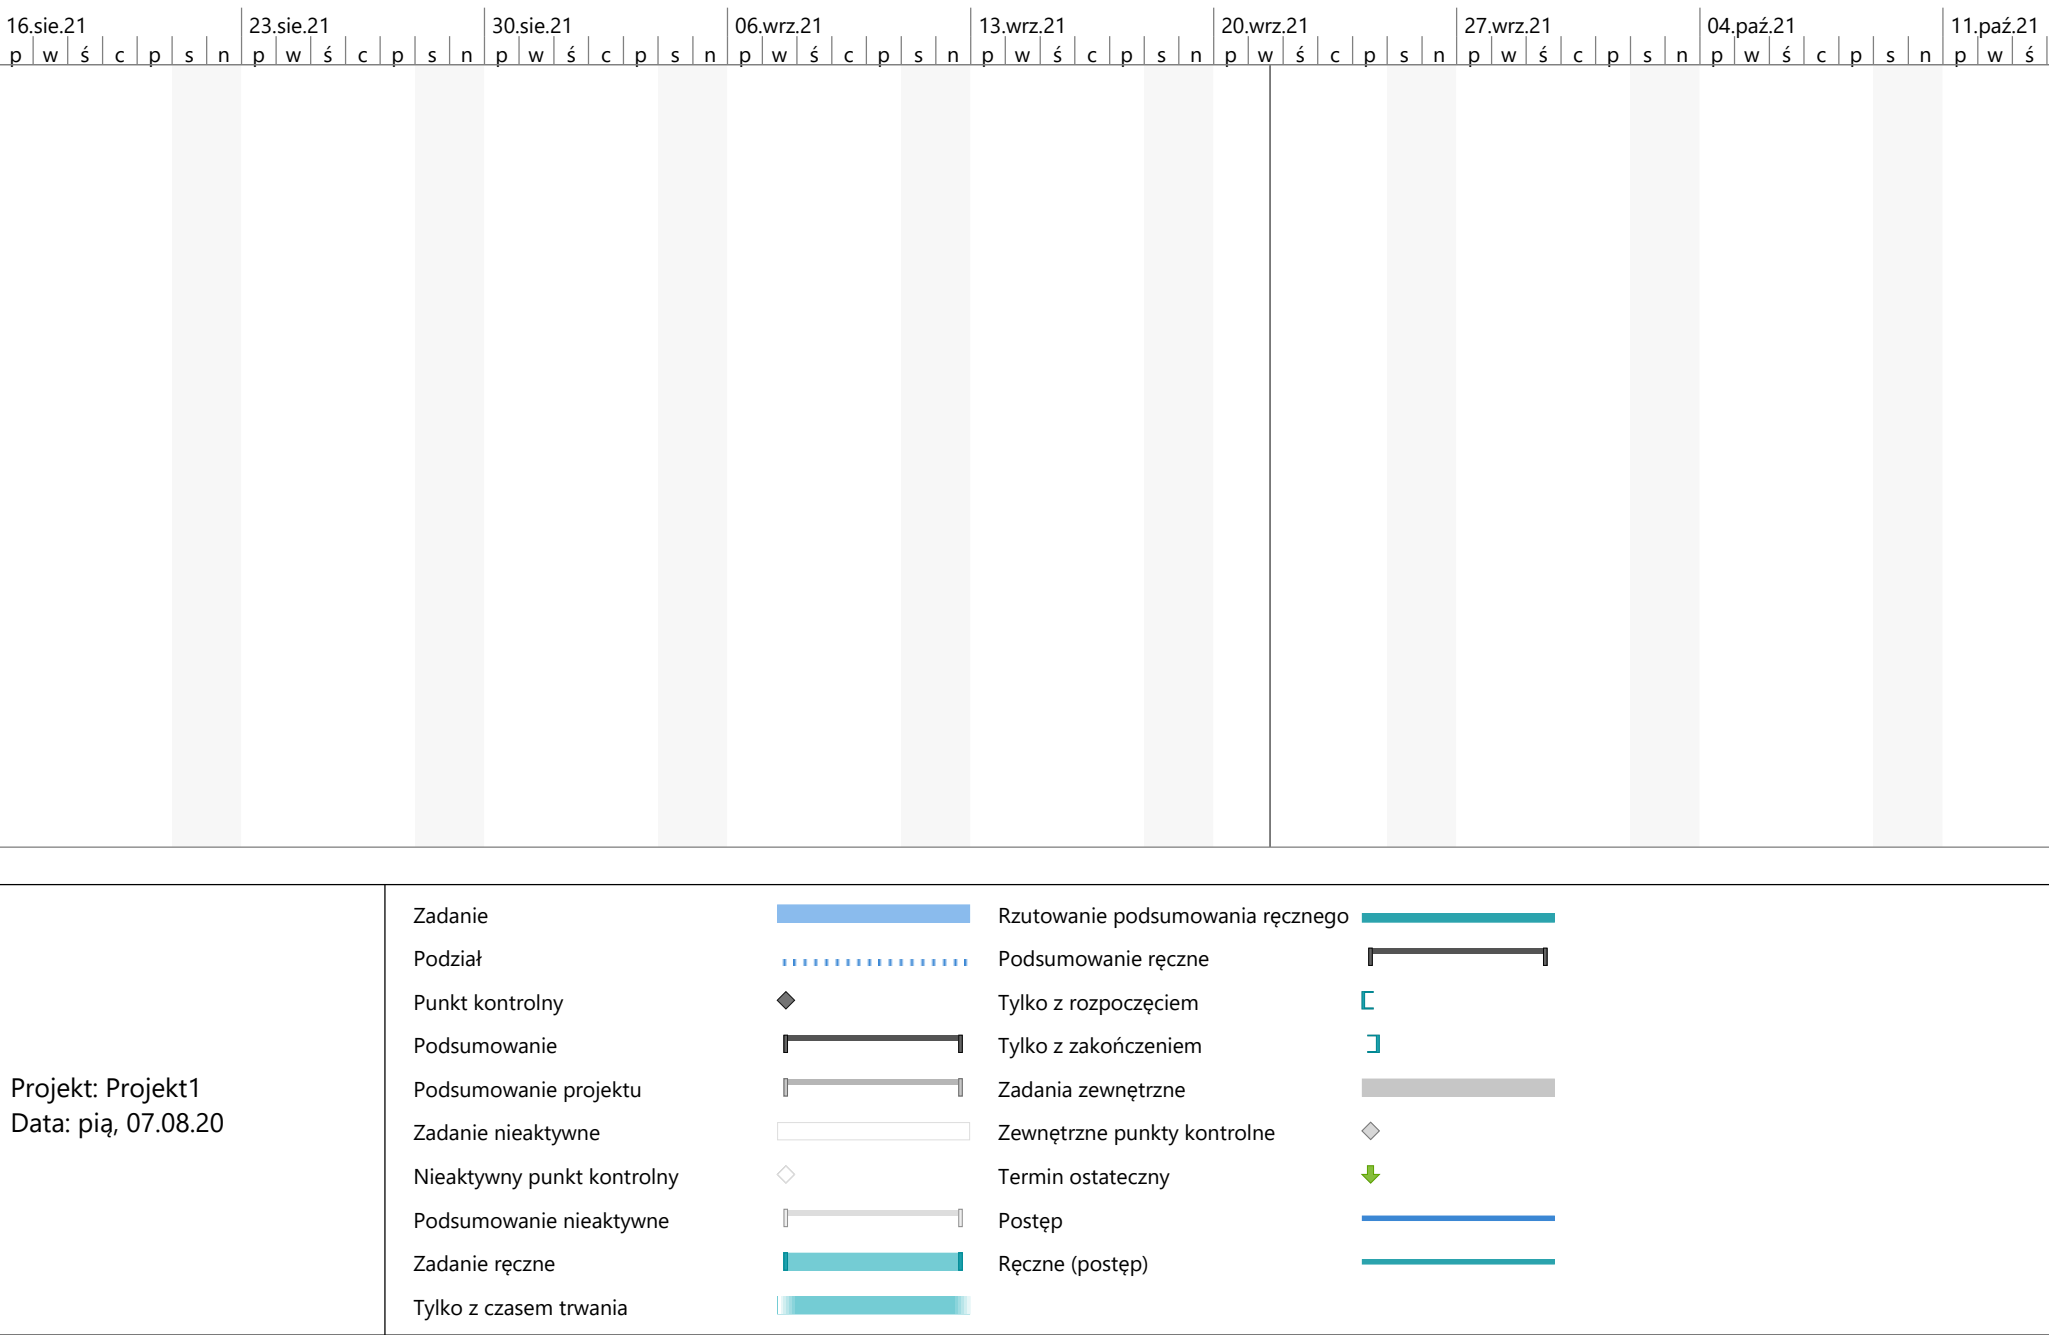 16.sie.21 23.sie.21 30.sie.21 06.wrz.21 13.wrz.21 20.wrz.21 27.wrz.21 04.paź.21 11.paź.21
p w ś c p s n p w ś c p s n p w ś c p s n p w ś c p s n p w ś c p s n p w ś c p s n p w ś c p s n p w ś c p s n p w ś
Projekt: Projekt1
Data: pią, 07.08.20
Zadanie
Podział
Punkt kontrolny
Podsumowanie
Podsumowanie projektu
Zadanie nieaktywne
Nieaktywny punkt kontrolny
Podsumowanie nieaktywne
Zadanie ręczne
Tylko z czasem trwania
Rzutowanie podsumowania ręcznego
Podsumowanie ręczne
Tylko z rozpoczęciem
Tylko z zakończeniem
Zadania zewnętrzne
Zewnętrzne punkty kontrolne
Termin ostateczny
Postęp
Ręczne (postęp)